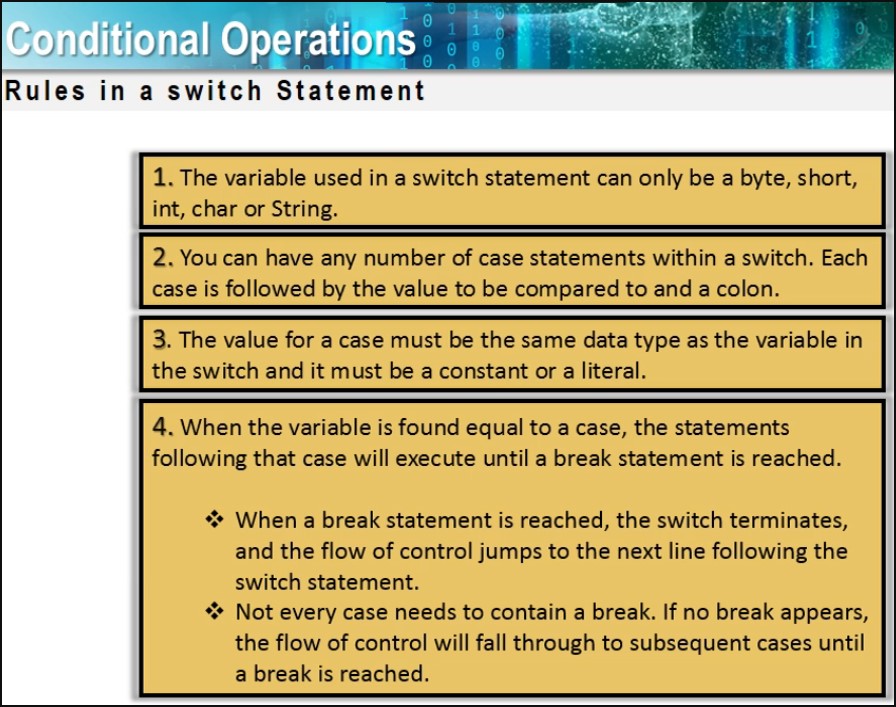 Conditional Operations
Rules in a switch Statement
1. The variable used in a switch statement can only be a byte, short,
int, char or String.
2. You can have any number of case statements within a switch. Each
case is followed by the value to be compared to and a colon.
3. The value for a case must be the same data type as the variable in
the switch and it must be a constant or a literal.
4. When the variable is found equal to a case, the statements
following that case will execute until a break statement is reached.
❖ When a break statement is reached, the switch terminates,
and the flow of control jumps to the next line following the
switch statement.
❖ Not every case needs to contain a break. If no break appears,
the flow of control will fall through to subsequent cases until
a break is reached.